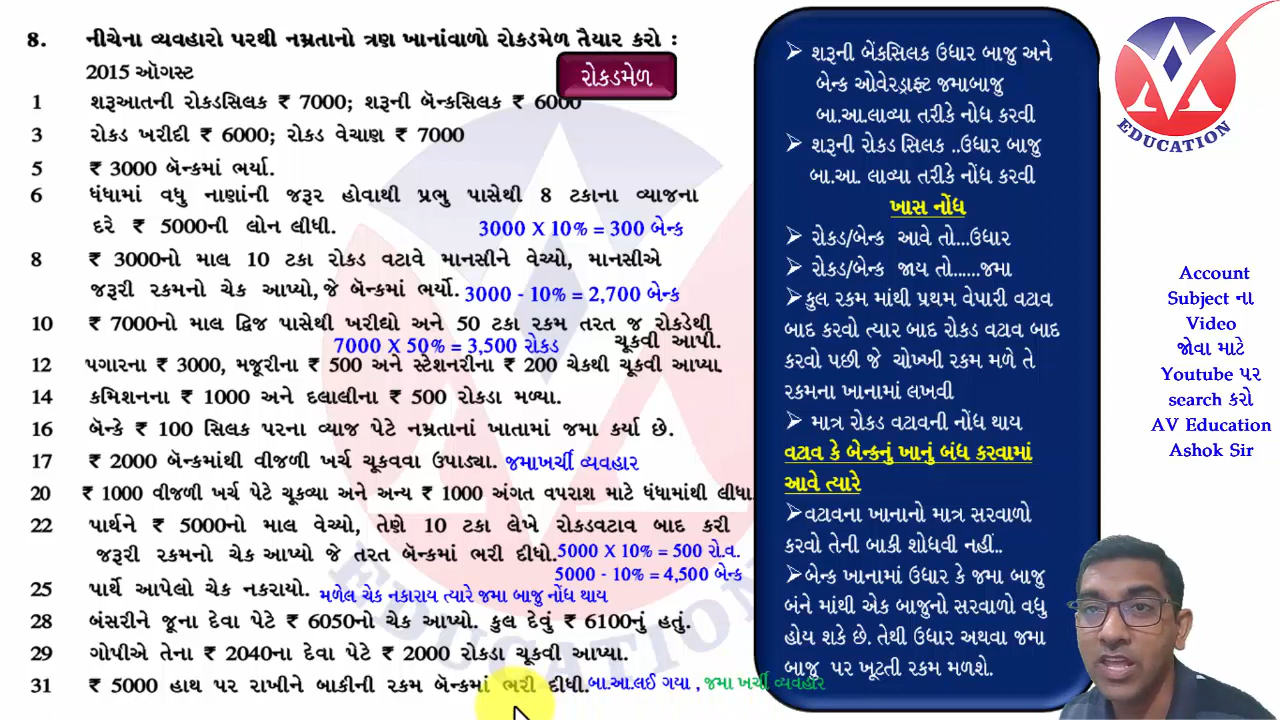 8. નીચેના વ્યવહારો પરથી નમ્રતાનો ત્રણ ખાનાંવાળો રોકડમેળ તૈયાર કરો :
2015 ઑગસ્ટ
રોકડમેળ
1 શરૂઆતની રોકડસિલક ₹ 7000; શરૂની બૅન્કસિલક ₹ 6000
3 રોકડ ખરીદી ₹ 6000; રોકડ વેચાણ ₹ 7000
5 ₹ 3000 બૅન્કમાં ભર્યા.
6 ધંધામાં વધુ નાણાંની જરૂર હોવાથી પ્રભુ પાસેથી 8 ટકાના વ્યાજના
દરે ₹ 5000ની લોન લીધી. 3000 X 10% = 300 બેન્ક
8 ₹ 3000નો માલ 10 ટકા રોકડ વટાવે માનસીને વેચ્યો, માનસીએ
જરૂરી રકમનો ચેક આપ્યો, જે બૅન્કમાં ભર્યો. 3000 - 10% = 2,700 બેન્ક
10 ₹ 7000નો માલ દ્વિજ પાસેથી ખરીદ્યો અને 50 ટકા રકમ તરત જ રોકડેથી
7000 X 50% = 3,500 રોકડ ચૂકવી આપી.
12 પગારના ₹ 3000, મજૂરીના ₹ 500 અને સ્ટેશનરીના ₹ 200 ચેકથી ચૂકવી આપ્યા.
14 કમિશનના ₹ 1000 અને દલાલીના ₹ 500 રોકડા મળ્યા.
16 બૅન્કે ₹ 100 સિલક પરના વ્યાજ પેટે નમ્રતાનાં ખાતામાં જમા કર્યા છે.
17 ₹ 2000 બૅન્કમાંથી વીજળી ખર્ચ ચૂકવવા ઉપાડ્યા. જમાખર્ચી વ્યવહાર
20 ₹ 1000 વીજળી ખર્ચ પેટે ચૂકવ્યા અને અન્ય ₹ 1000 અંગત વપરાશ માટે ધંધામાંથી લીધા.
22 પાર્થને ₹ 5000નો માલ વેચ્યો, તેણે 10 ટકા લેખે રોકડવટાવ બાદ કરી
જરૂરી રકમનો ચેક આપ્યો જે તરત બૅન્કમાં ભરી દીધો. 5000 X 10% = 500 રો.વ.
5000 - 10% = 4,500 બેન્ક
25 પાર્થે આપેલો ચેક નકરાયો. મળેલ ચેક નકારાય ત્યારે જમા બાજુ નોંધ થાય
28 બંસરીને જૂના દેવા પેટે ₹ 6050નો ચેક આપ્યો. કુલ દેવું ₹ 6100નું હતું.
29 ગોપીએ તેના ₹ 2040ના દેવા પેટે ₹ 2000 રોકડા ચૂકવી આપ્યા.
31 ₹ 5000 હાથ પર રાખીને બાકીની રકમ બૅન્કમાં ભરી દીધી. બા.આ.લઈ ગયા , જમા ખર્ચી વ્યવહાર
➢ શરૂની બેંકસિલક ઉધાર બાજુ અને
બેન્ક ઓવેરડ્રાફ્ટ જમાબાજુ
બા.આ.લાવ્યા તરીકે નોધ કરવી
➢ શરૂની રોકડ સિલક ..ઉધાર બાજુ
બા.આ. લાવ્યા તરીકે નોંધ કરવી
ખાસ નોંધ
➢ રોકડ/બેન્ક આવે તો...ઉધાર
➢ રોકડ/બેન્ક જાય તો......જમા
➢ કુલ રકમ માંથી પ્રથમ વેપારી વટાવ
બાદ કરવો ત્યાર બાદ રોકડ વટાવ બાદ
કરવો પછી જે ચોખ્ખી રકમ મળે તે
રકમના ખાનામાં લખવી
➢ માત્ર રોકડ વટાવની નોંધ થાય
વટાવ કે બેન્કનું ખાનું બંધ કરવામાં
આવે ત્યારે
➢ વટાવના ખાનાનો માત્ર સરવાળો
કરવો તેની બાકી શોધવી નહીં..
➢ બેન્ક ખાનામાં ઉધાર કે જમા બાજુ
બંને માંથી એક બાજુનો સરવાળો વધુ
હોય શકે છે. તેથી ઉધાર અથવા જમા
બાજુ પર ખૂટતી રકમ મળશે.
EDUCATION
Account
Subject ના
Video
જોવા માટે
Youtube પર
search કરો
AV Education
Ashok Sir
EDUCATION